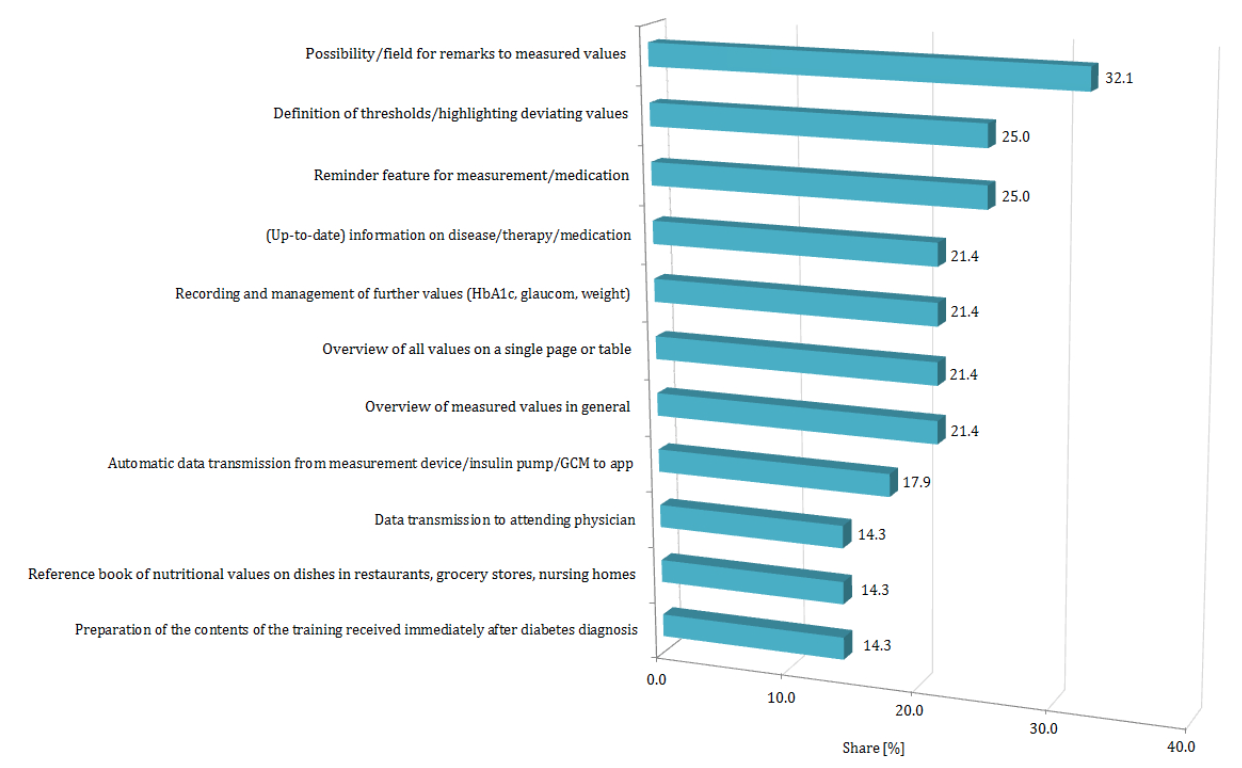 Possibility/field for remarks to measured values
32.1
Definition of thresholds/highlighting deviating values
25.0
Reminder feature for measurement/medication
25.0
(Up-to-date) information on disease/therapy/medication
21.4
Recording and management of further values (HbA1c, glaucom, weight)
21.4
Overview of all values on a single page or table
21.4
Overview of measured values in general
21.4
Automatic data transmission from measurement device/insulin pump/GCM to app
17.9
Data transmission to attending physician
14.3
Reference book of nutritional values on dishes in restaurants, grocery stores, nursing homes
14.3
Preparation of the contents of the training received immediately after diabetes diagnosis
14.3
0.0
10.0
20.0
30.0
40.0
Share [%]